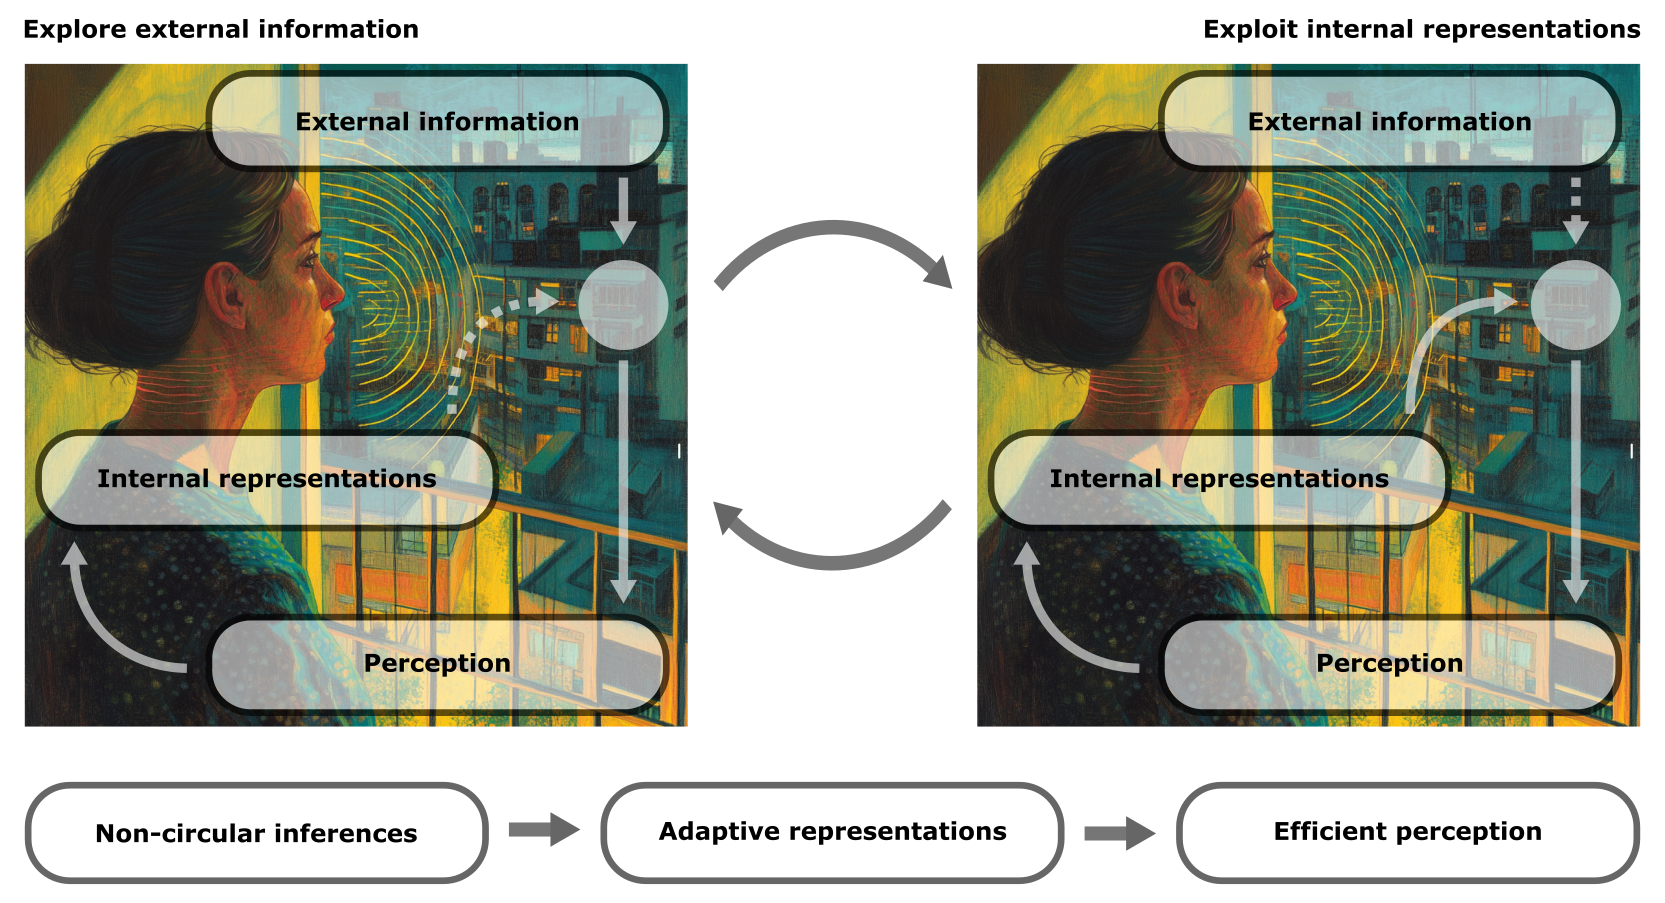 Explore external information
Exploit internal representations
External information
Internal representations
Perception
External information
Internal representations
Perception
Non-circular inferences
Adaptive representations
Efficient perception